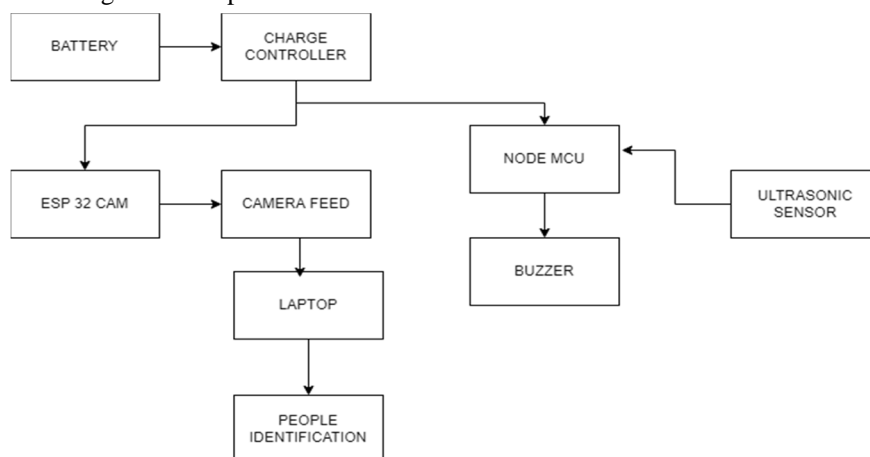 BATTERY
CHARGE
CONTROLLER
NODE MCU
ESP 32 CAM
CAMERA FEED
ULTRASONIC
SENSOR
BUZZER
LAPTOP
PEOPLE
IDENTIFICATION